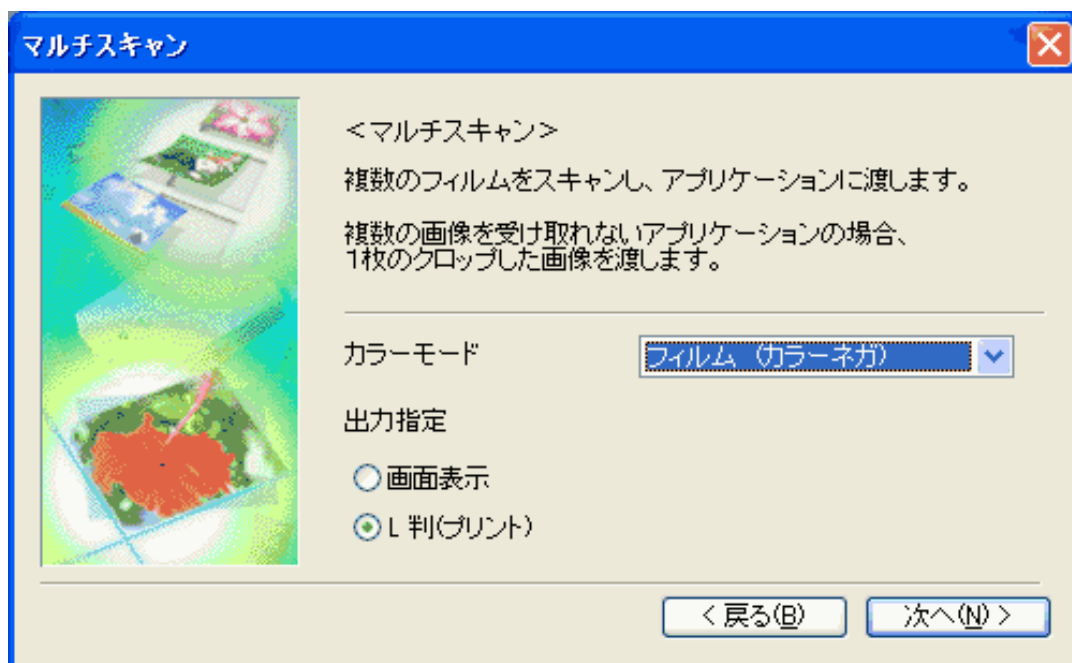 マルチスキャン
<マルチスキャン>
複数のフィルムをスキャンし、アプリケーションに渡します。
複数の画像を受け取れないアプリケーションの場合、
1枚のクロップした画像を渡します。
カラーモード
フィルム (カラーネガ)
出力指定
画面表示
L 判(プリント)
< 戻る(B)
次へ(N) >